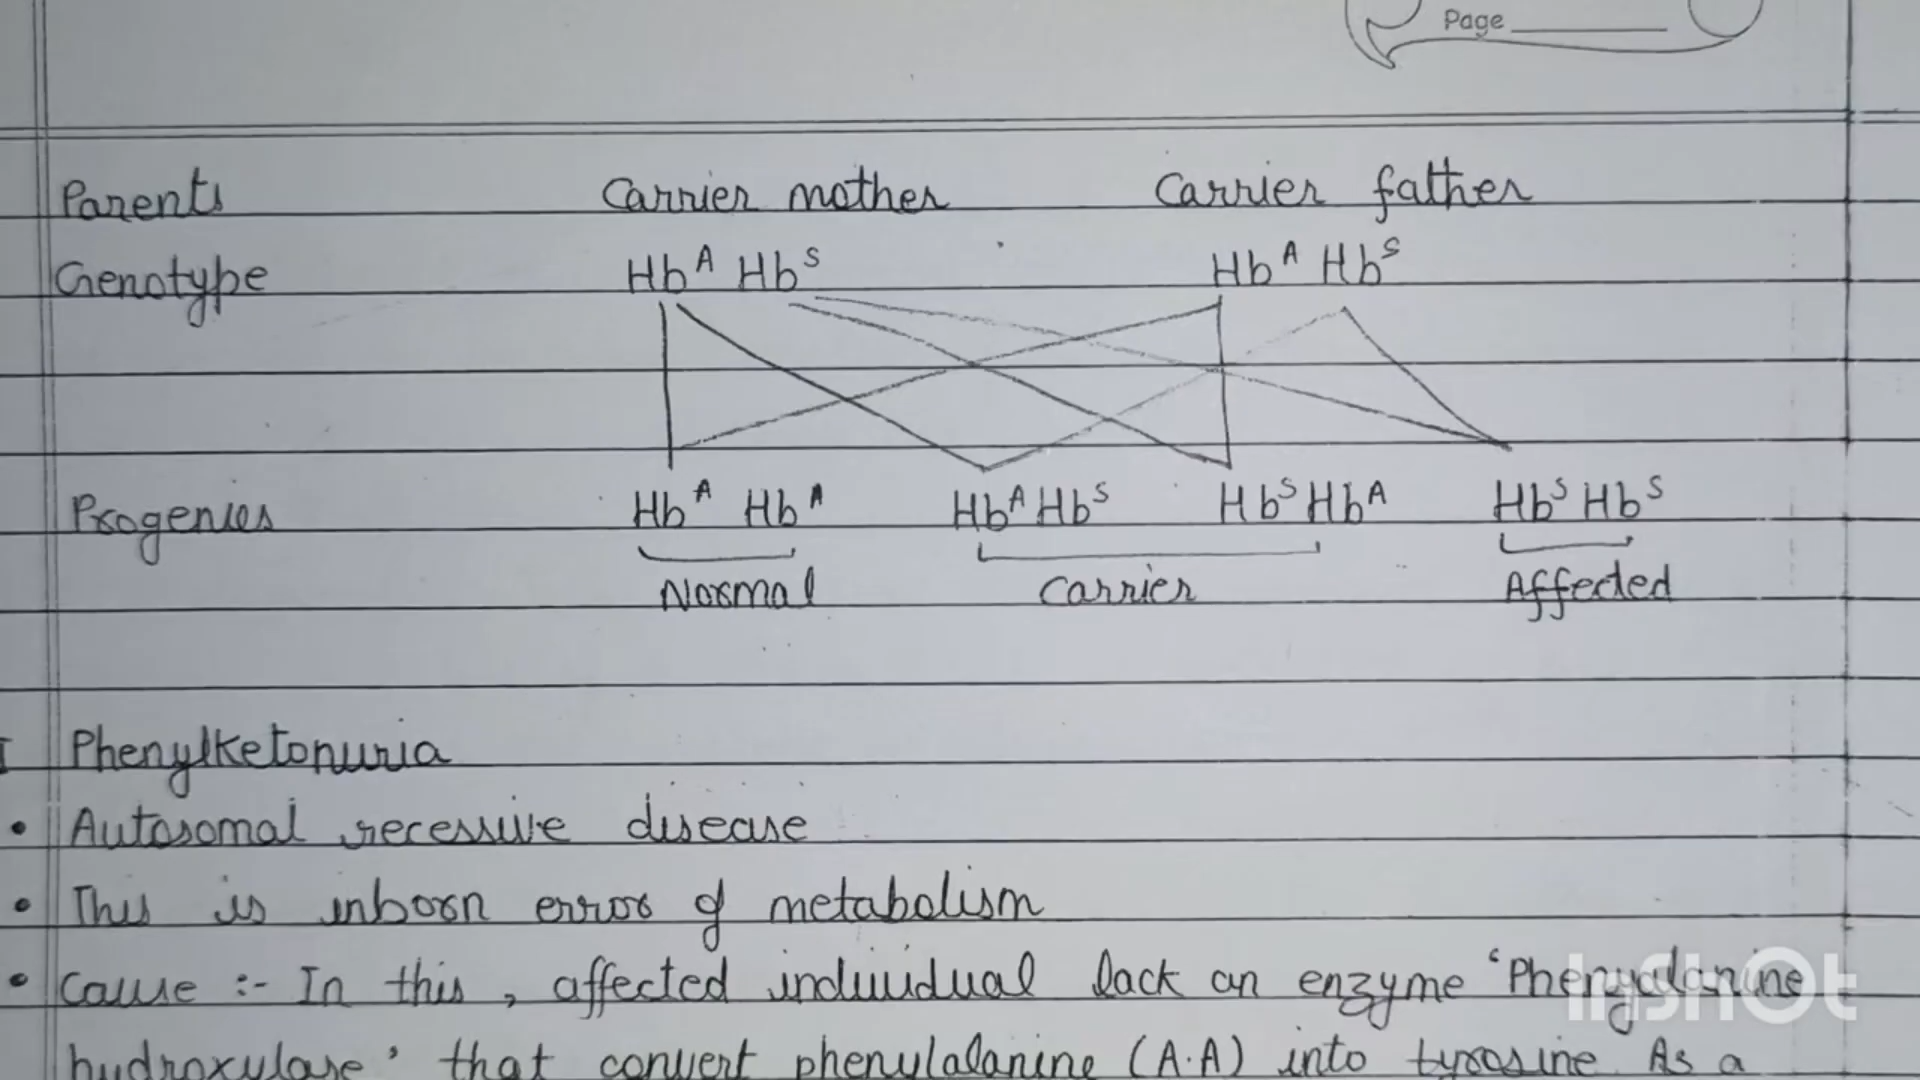 Page
Parents Carrier mother Carrier father
Genotype Hb^A Hb^S Hb^A Hb^S
Progenies Hb^A Hb^A Hb^A Hb^S Hb^S Hb^A Hb^S Hb^S
Normal Carrier Affected
Phenylketonuria
• Autosomal recessive disease
• This is inborn error of metabolism
• Cause :- In this, affected individual lack an enzyme ‘Phenyalanine
hydroxylase’ that convert phenylalanine (A.A) into tyrosine. As a
InShOt